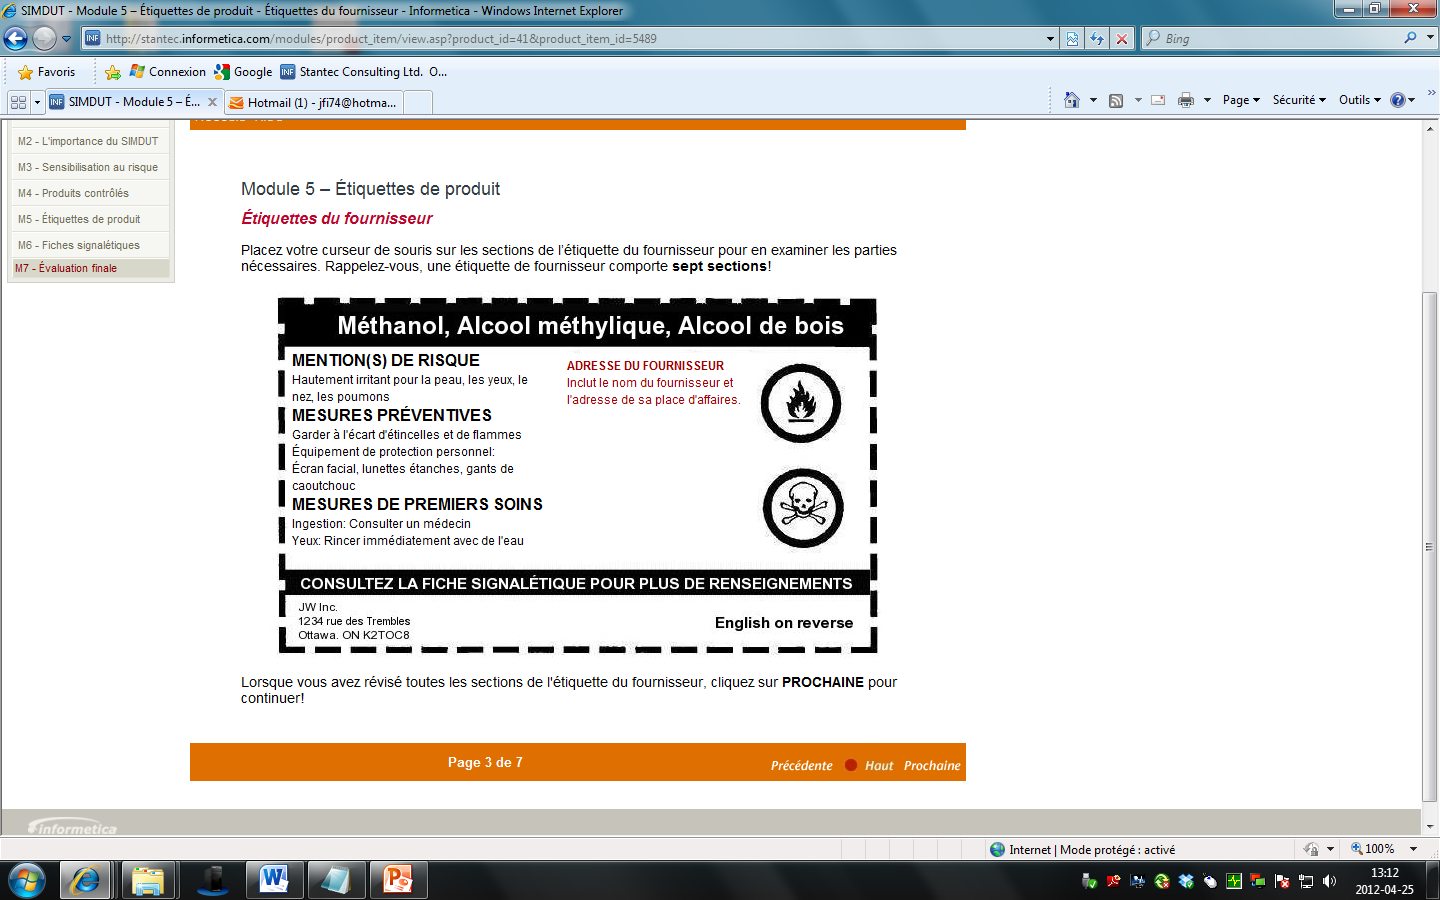 SIMDUT - Module 5 – Étiquettes de produit - Étiquettes du fournisseur - Informetica - Windows Internet Explorer
http://stantec.informetica.com/modules/product_item/view.asp?product_id=41&product_item_id=5489
Bing
Favoris
Connexion
Google
Stantec Consulting Ltd. O...
SIMDUT - Module 5 – É...
Hotmail (1) - jfi74@hotma...
Page
Sécurité
Outils
M2 - L'importance du SIMDUT
M3 - Sensibilisation au risque
M4 - Produits contrôlés
M5 - Étiquettes de produit
M6 - Fiches signalétiques
M7 - Évaluation finale
Module 5 – Étiquettes de produit
Étiquettes du fournisseur
Placez votre curseur de souris sur les sections de l'étiquette du fournisseur pour en examiner les parties
nécessaires. Rappelez-vous, une étiquette de fournisseur comporte sept sections!
Méthanol, Alcool méthylique, Alcool de bois
MENTION(S) DE RISQUE
Hautement irritant pour la peau, les yeux, le
nez, les poumons
MESURES PRÉVENTIVES
Garder à l'écart d'étincelles et de flammes
Équipement de protection personnel:
Écran facial, lunettes étanches, gants de
caoutchouc
MESURES DE PREMIERS SOINS
Ingestion: Consulter un médecin
Yeux: Rincer immédiatement avec de l'eau
ADRESSE DU FOURNISSEUR
Inclut le nom du fournisseur et
l'adresse de sa place d'affaires.
CONSULTEZ LA FICHE SIGNALÉTIQUE POUR PLUS DE RENSEIGNEMENTS
JW Inc.
1234 rue des Trembles
Ottawa. ON K2TOC8
English on reverse
Lorsque vous avez révisé toutes les sections de l'étiquette du fournisseur, cliquez sur PROCHAINE pour
continuer!
Page 3 de 7
Précédente
Haut
Prochaine
informetica
Internet | Mode protégé : activé
100%
13:12
2012-04-25